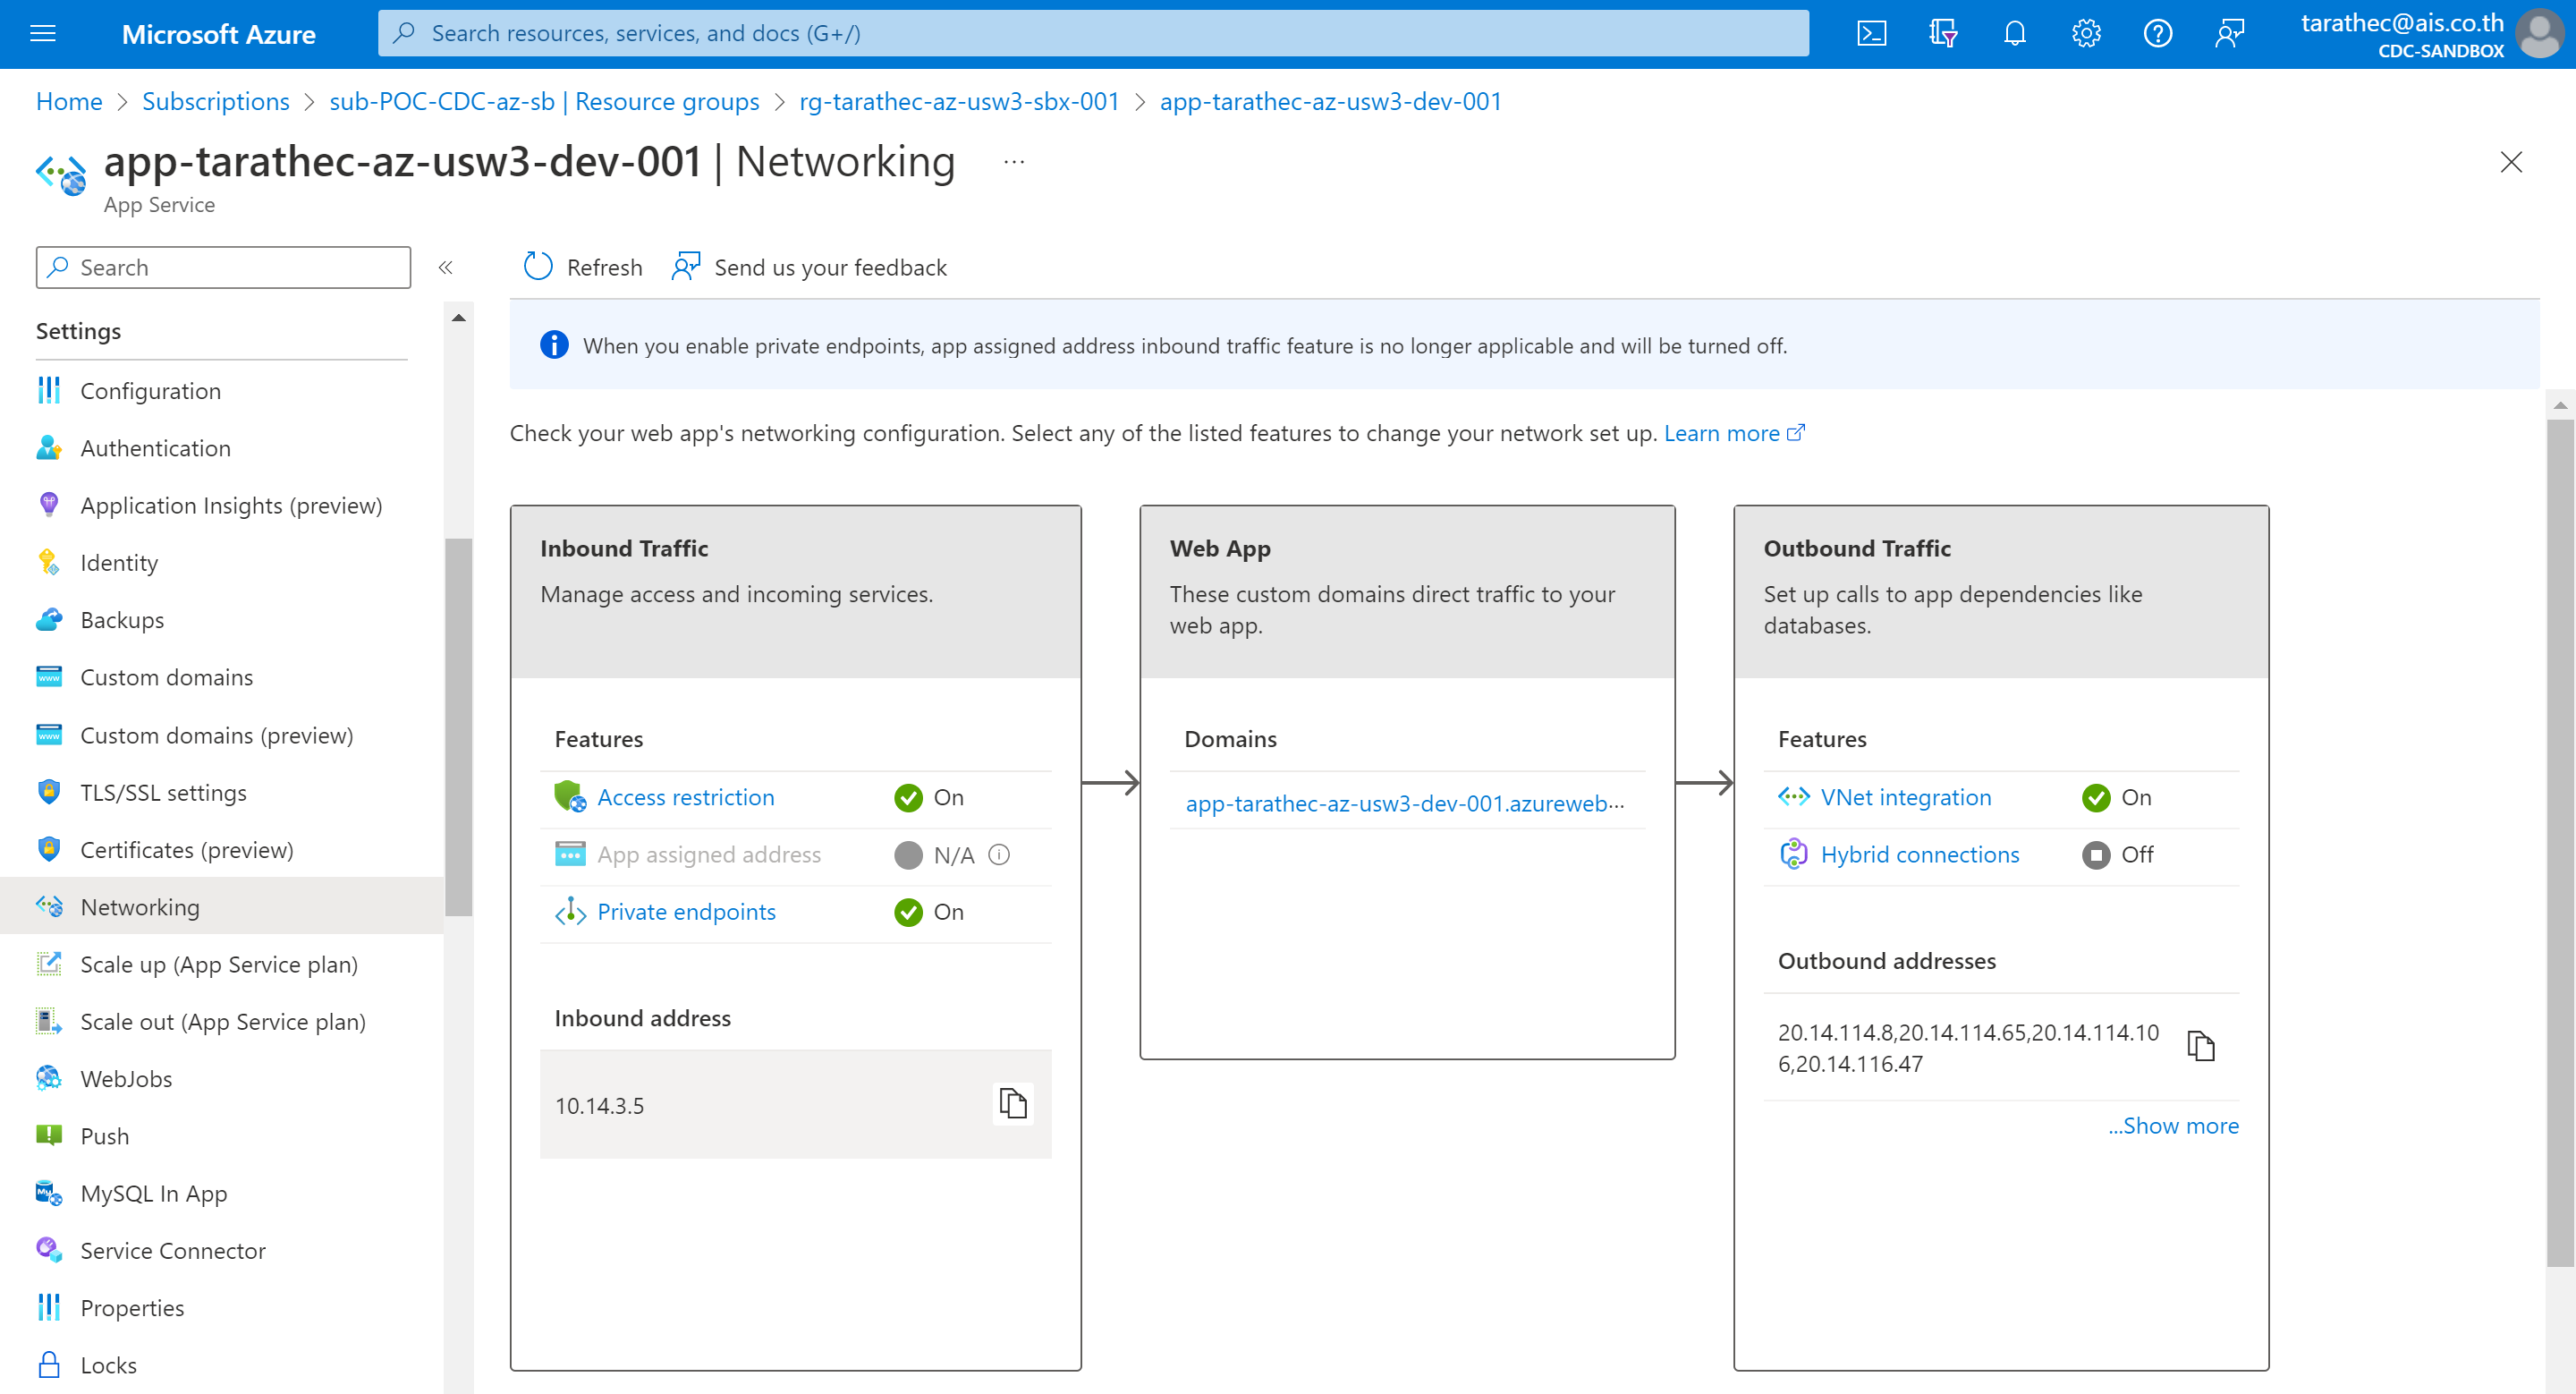 Microsoft Azure
Search resources, services, and docs (G+/)
tarathec@ais.co.th
CDC-SANDBOX
Home > Subscriptions > sub-POC-CDC-az-sb | Resource groups > rg-tarathec-az-usw3-sbx-001 > app-tarathec-az-usw3-dev-001
app-tarathec-az-usw3-dev-001 | Networking ...
App Service
Search
«
Settings
Configuration
Authentication
Application Insights (preview)
Identity
Backups
Custom domains
Custom domains (preview)
TLS/SSL settings
Certificates (preview)
Networking
Scale up (App Service plan)
Scale out (App Service plan)
WebJobs
Push
MySQL In App
Service Connector
Properties
Locks
Refresh
Send us your feedback
When you enable private endpoints, app assigned address inbound traffic feature is no longer applicable and will be turned off.
Check your web app's networking configuration. Select any of the listed features to change your network set up. Learn more
Inbound Traffic
Manage access and incoming services.
Features
Access restriction On
App assigned address N/A
Private endpoints On
Inbound address
10.14.3.5
Web App
These custom domains direct traffic to your
web app.
Domains
app-tarathec-az-usw3-dev-001.azureweb...
Outbound Traffic
Set up calls to app dependencies like
databases.
Features
VNet integration On
Hybrid connections Off
Outbound addresses
20.14.114.8,20.14.114.65,20.14.114.10
6,20.14.116.47
...Show more